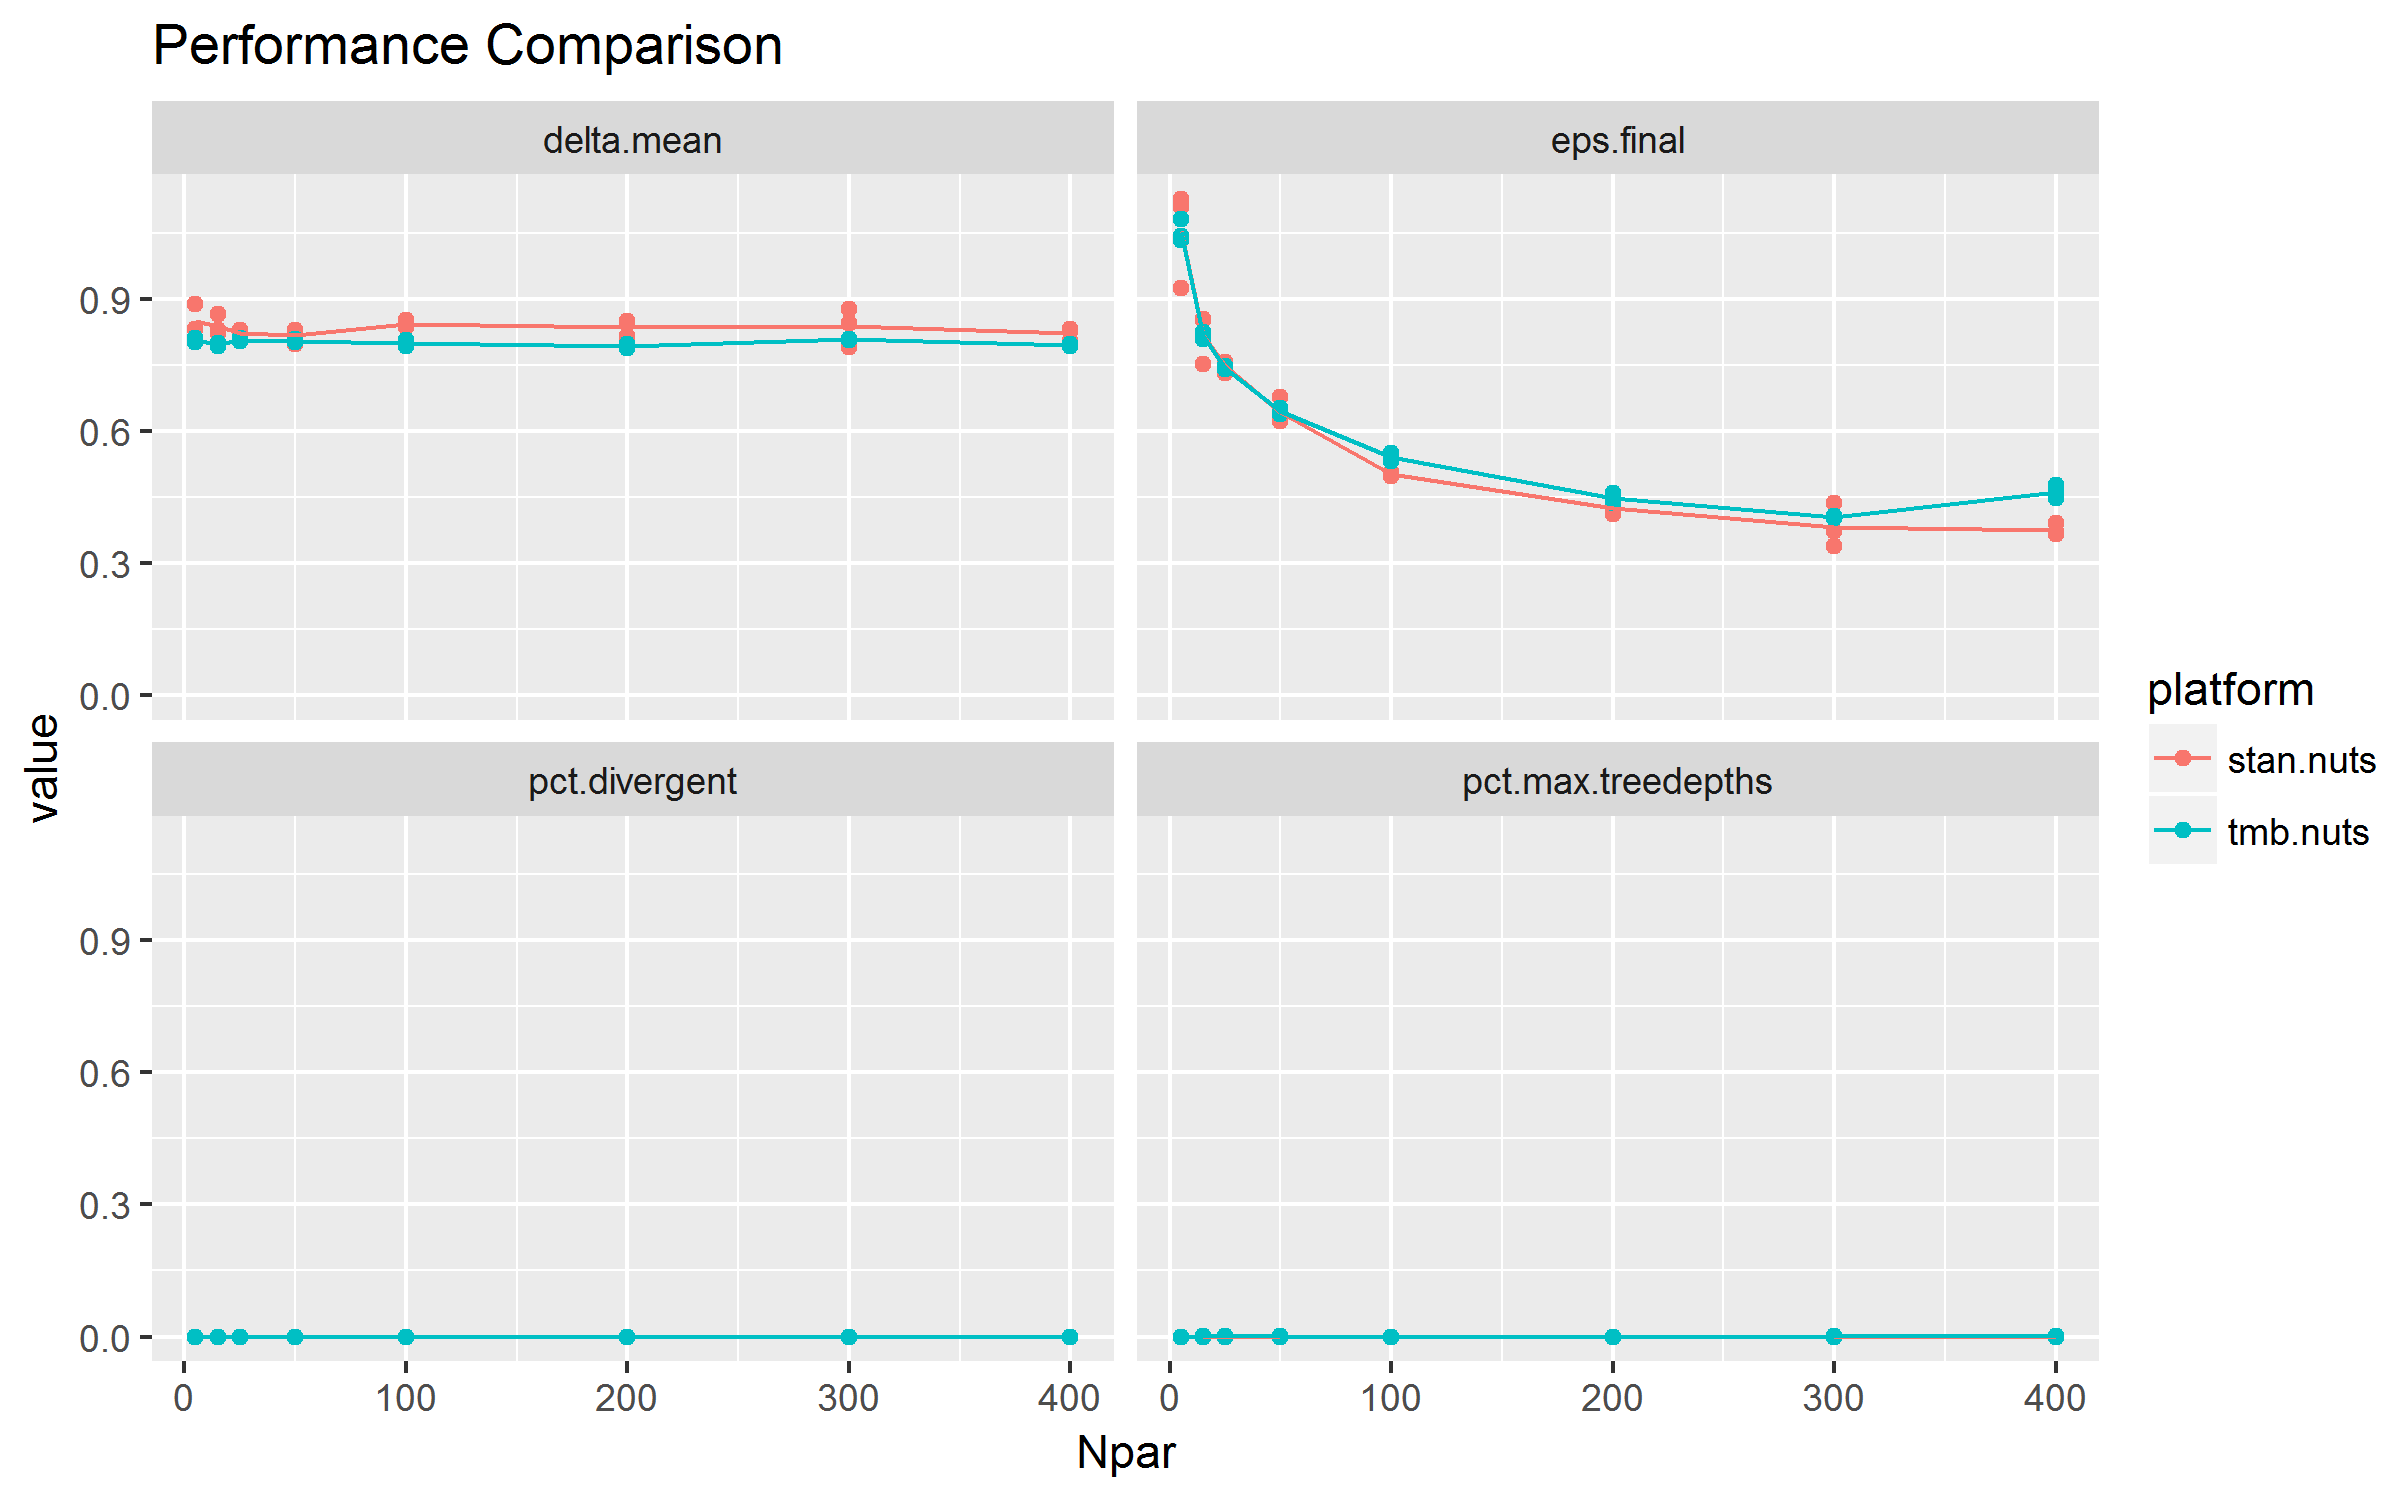 Performance Comparison
delta.mean
eps.final
0.9
0.6
0.3
0.0
pct.divergent
pct.max.treedepths
0.9
0.6
0.3
0.0
0 100 200 300 400
0 100 200 300 400
Npar
value
platform
stan.nuts
tmb.nuts